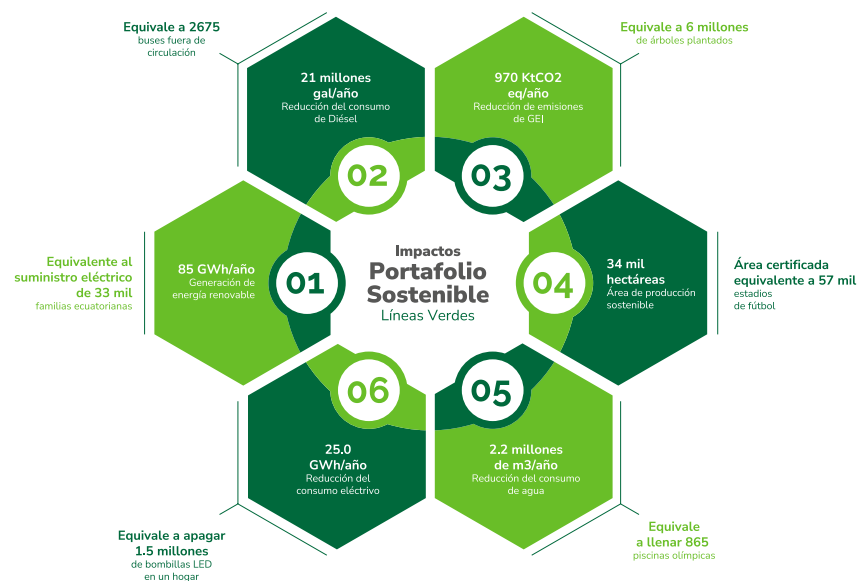 Equivale a 2675
buses fuera de
circulación
21 millones
gal/año
Reducción del consumo
de Diésel
02
970 KtCO2
eq/año
Reducción de emisiones
de GEI
03
Equivale a 6 millones
de árboles plantados
Equivalente al
suministro eléctrico
de 33 mil
familias ecuatorianas
85 GWh/año
Generación de
energía renovable
01
Impactos
Portafolio
Sostenible
Líneas Verdes
04
34 mil
hectáreas
Área de producción
sostenible
Área certificada
equivalente a 57 mil
estadios
de fútbol
06
25.0
GWh/año
Reducción del
consumo eléctrivo
Equivale a apagar
1.5 millones
de bombillas LED
en un hogar
05
2.2 millones
de m3/año
Reducción del consumo
de agua
Equivale
a llenar 865
piscinas olímpicas